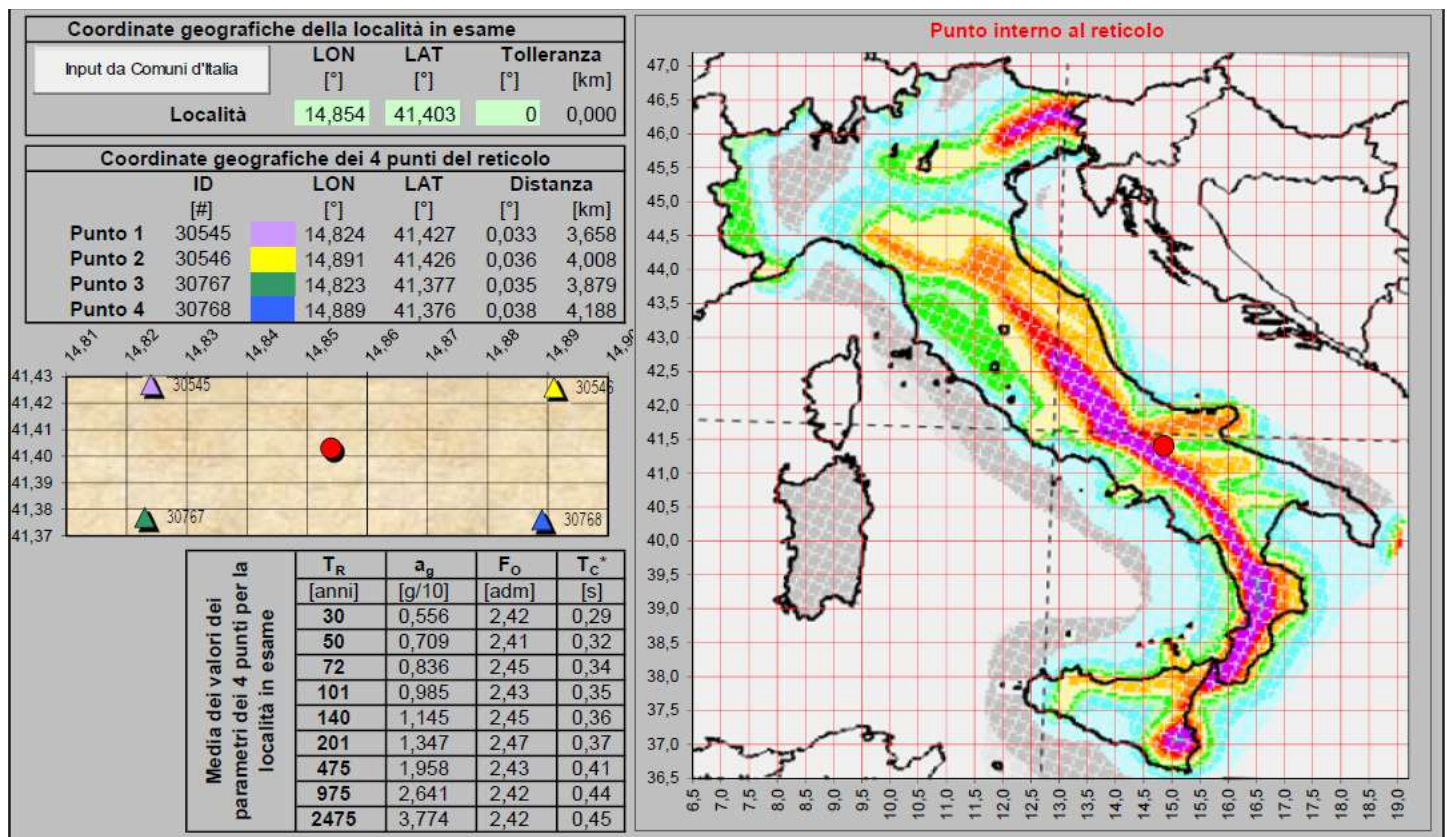 Coordinate geografiche della località in esame
Input da Comuni d'Italia
LON LAT Tolleranza
[°] [°] [°] [km]
Località 14,854 41,403 0 0,000
Coordinate geografiche dei 4 punti del reticolo
ID LON LAT Distanza
[#] [°] [°] [°] [km]
Punto 1 30545 14,824 41,427 0,033 3,658
Punto 2 30546 14,891 41,426 0,036 4,008
Punto 3 30767 14,823 41,377 0,035 3,879
Punto 4 30768 14,889 41,376 0,038 4,188
14,81 14,82 14,83 14,84 14,85 14,86 14,87 14,88 14,89
41,43
41,42
41,41
41,40
41,39
41,38
41,37
30545
30546
30767
30768
Media dei valori dei
parametri dei 4 punti per la
località in esame
TR ag FO TC*
[anni] [g/10] [adm] [s]
30 0,556 2,42 0,29
50 0,709 2,41 0,32
72 0,836 2,45 0,34
101 0,985 2,43 0,35
140 1,145 2,45 0,36
201 1,347 2,47 0,37
475 1,958 2,43 0,41
975 2,641 2,42 0,44
2475 3,774 2,42 0,45
Punto interno al reticolo
47,0
46,5
46,0
45,5
45,0
44,5
44,0
43,5
43,0
42,5
42,0
41,5
41,0
40,5
40,0
39,5
39,0
38,5
38,0
37,5
37,0
36,5
6,5 7,0 7,5 8,0 8,5 9,0 9,5 10,0 10,5 11,0 11,5 12,0 12,5 13,0 13,5 14,0 14,5 15,0 15,5 16,0 16,5 17,0 17,5 18,0 18,5 19,0